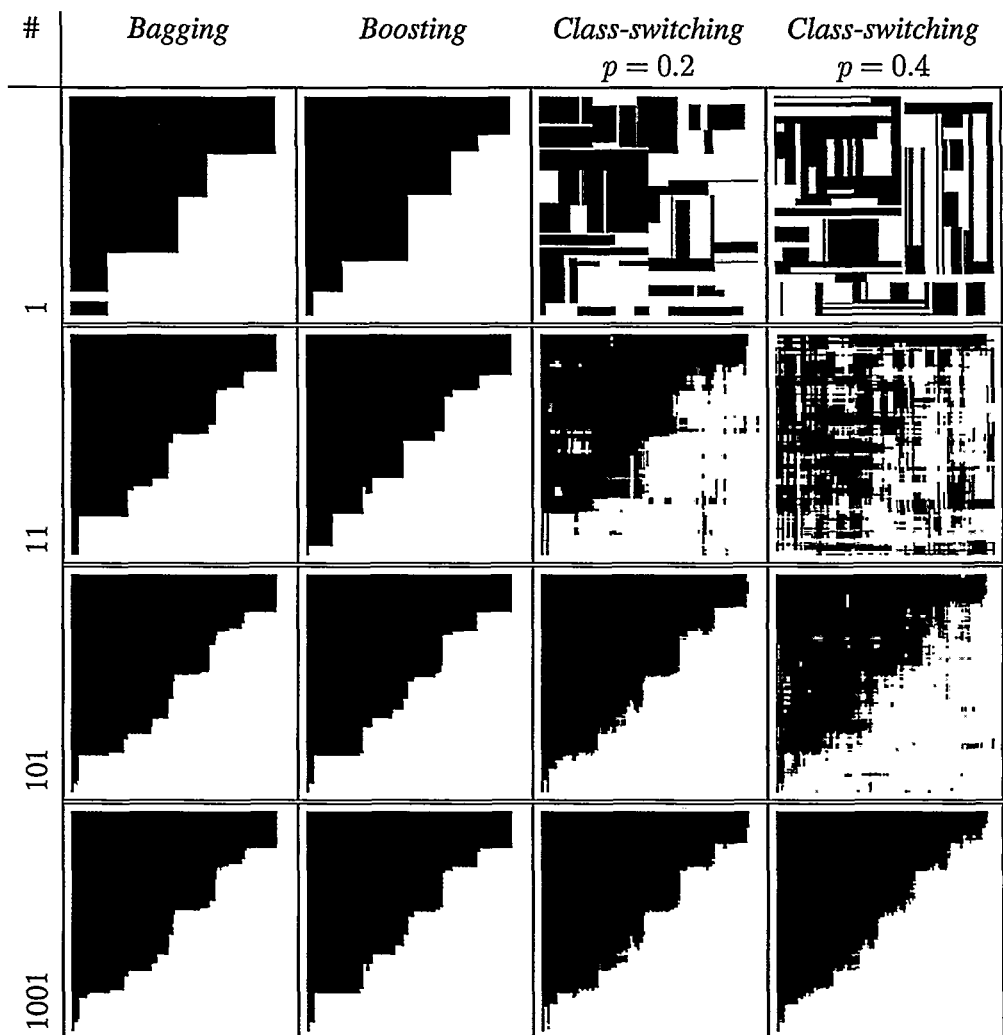 # Bagging Boosting Class-switching Class-switching
p = 0.2 p = 0.4
1
11
101
1001